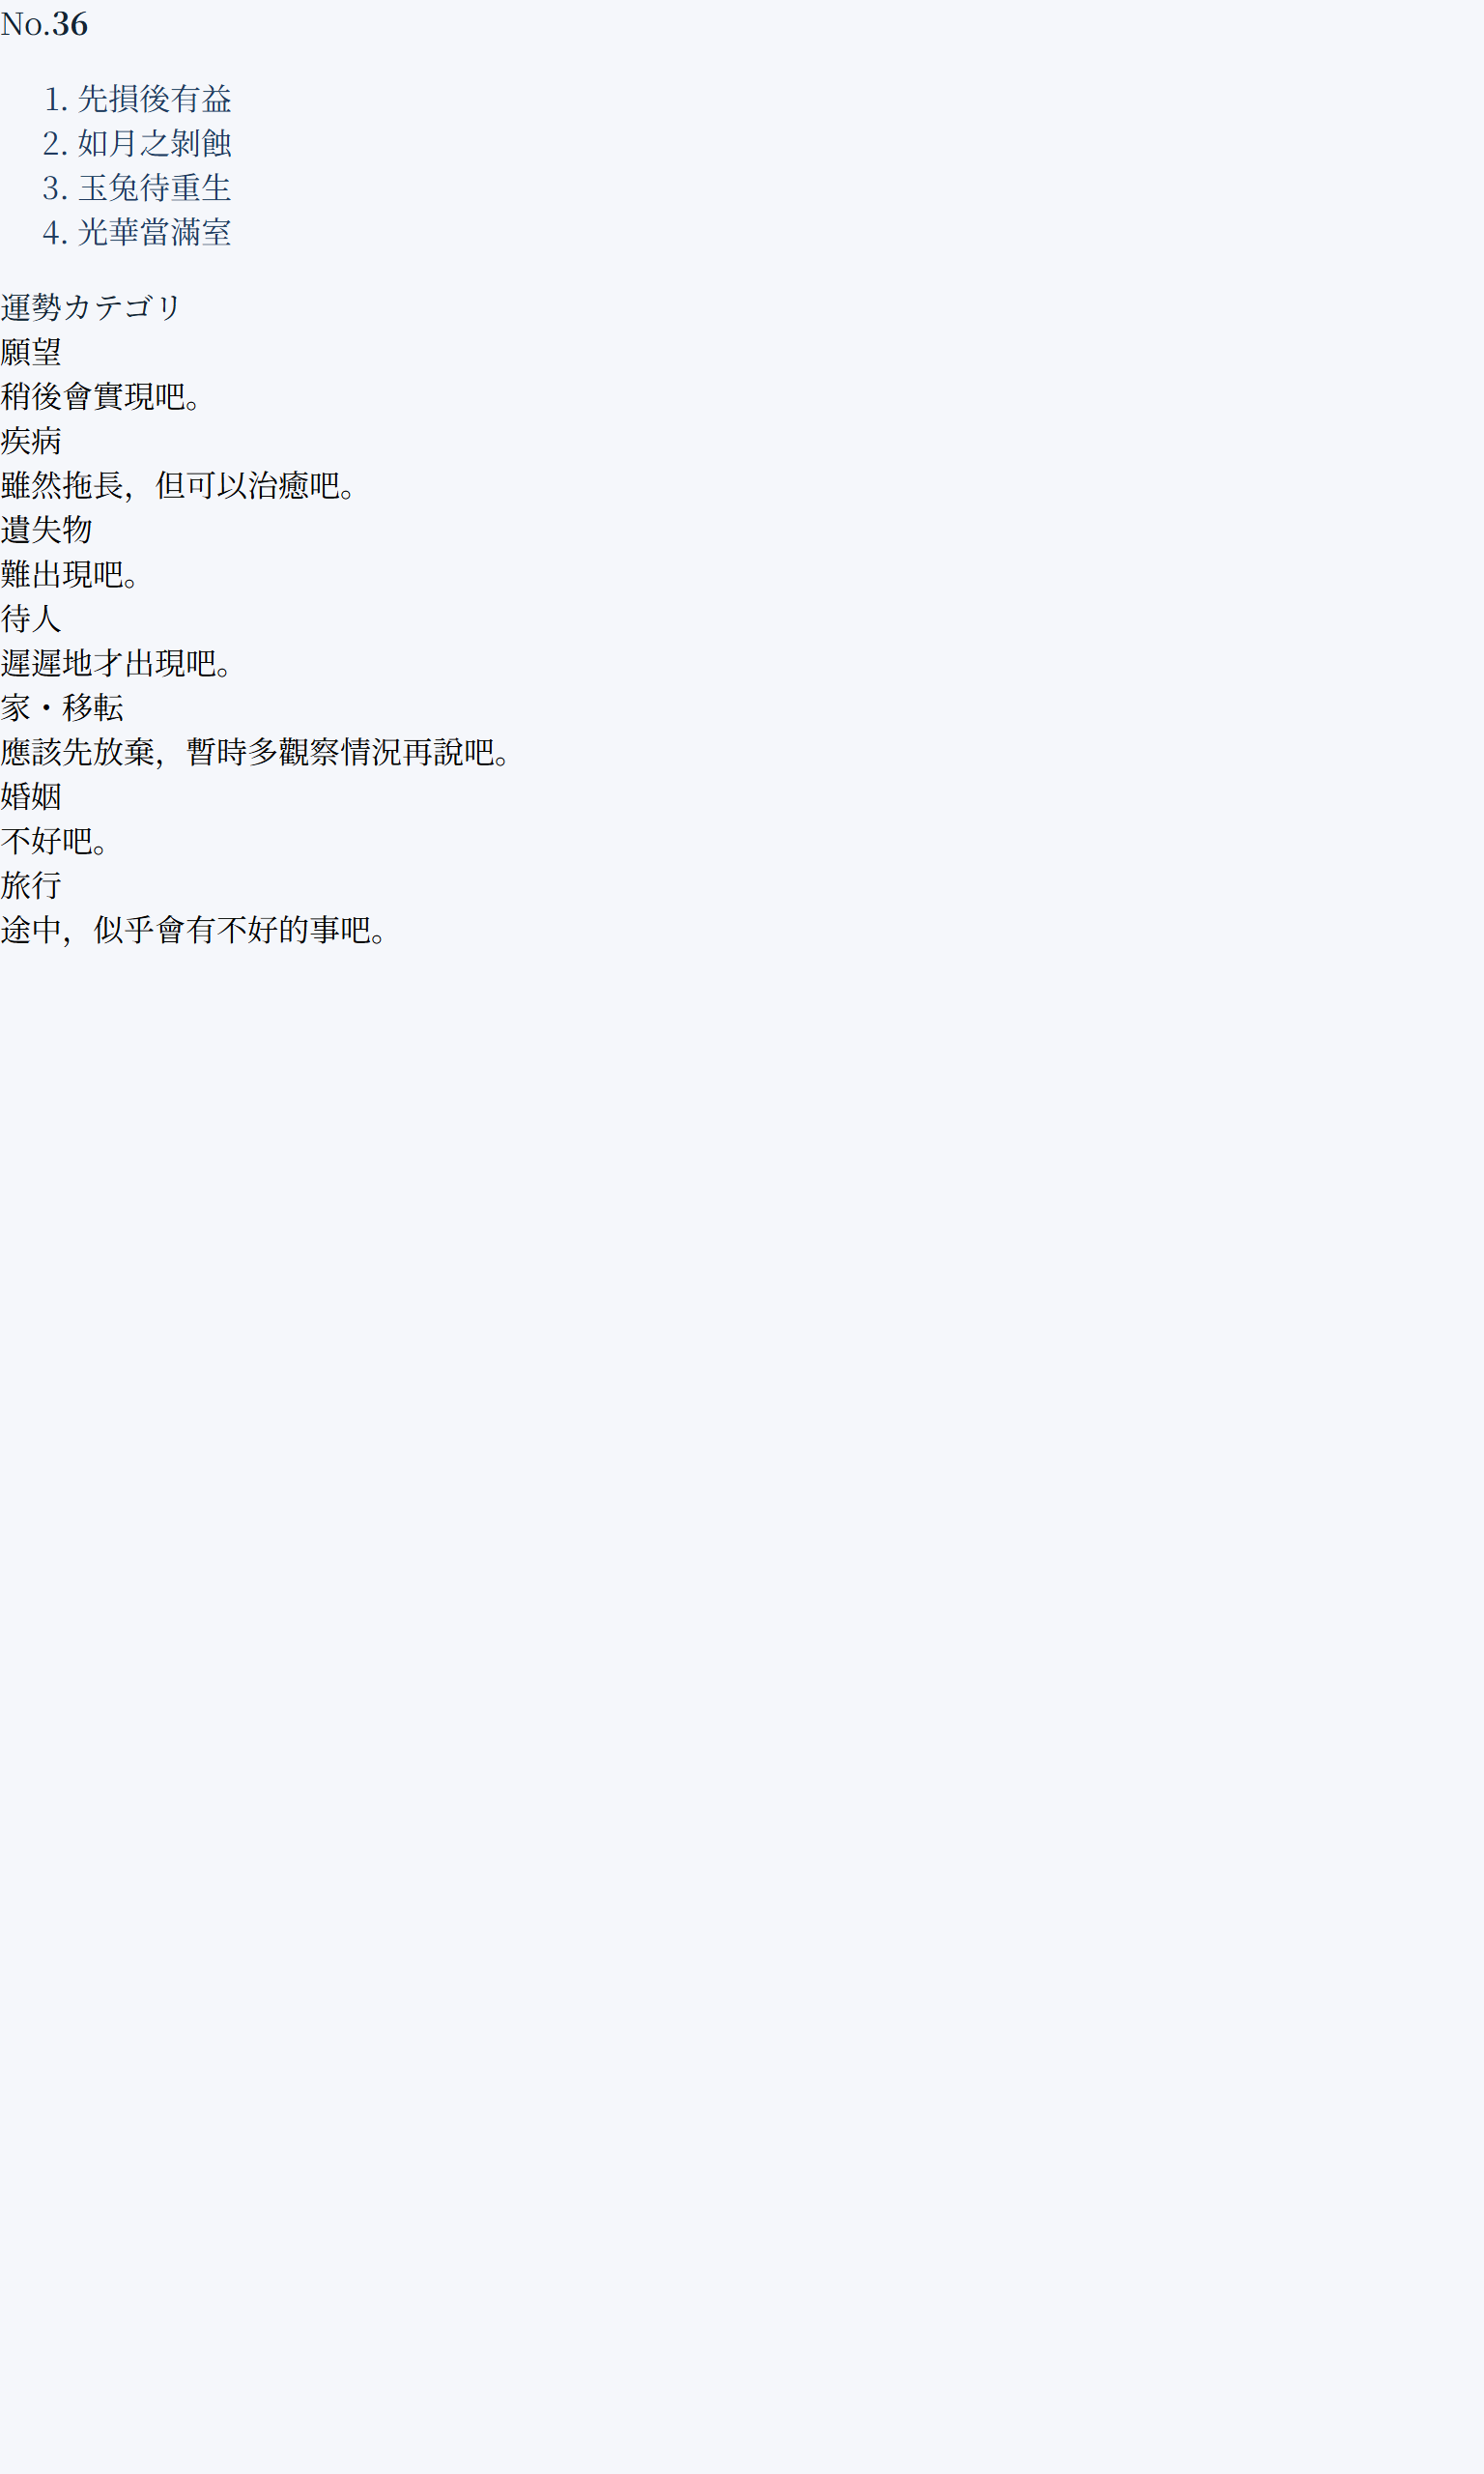 No.36
1. 先損後有益
2. 如月之剝蝕
3. 玉兔待重生
4. 光華當滿室
運勢カテゴリ
願望
稍後會實現吧。
疾病
雖然拖長，但可以治癒吧。
遺失物
難出現吧。
待人
遲遲地才出現吧。
家・移転
應該先放棄，暫時多觀察情況再說吧。
婚姻
不好吧。
旅行
途中，似乎會有不好的事吧。